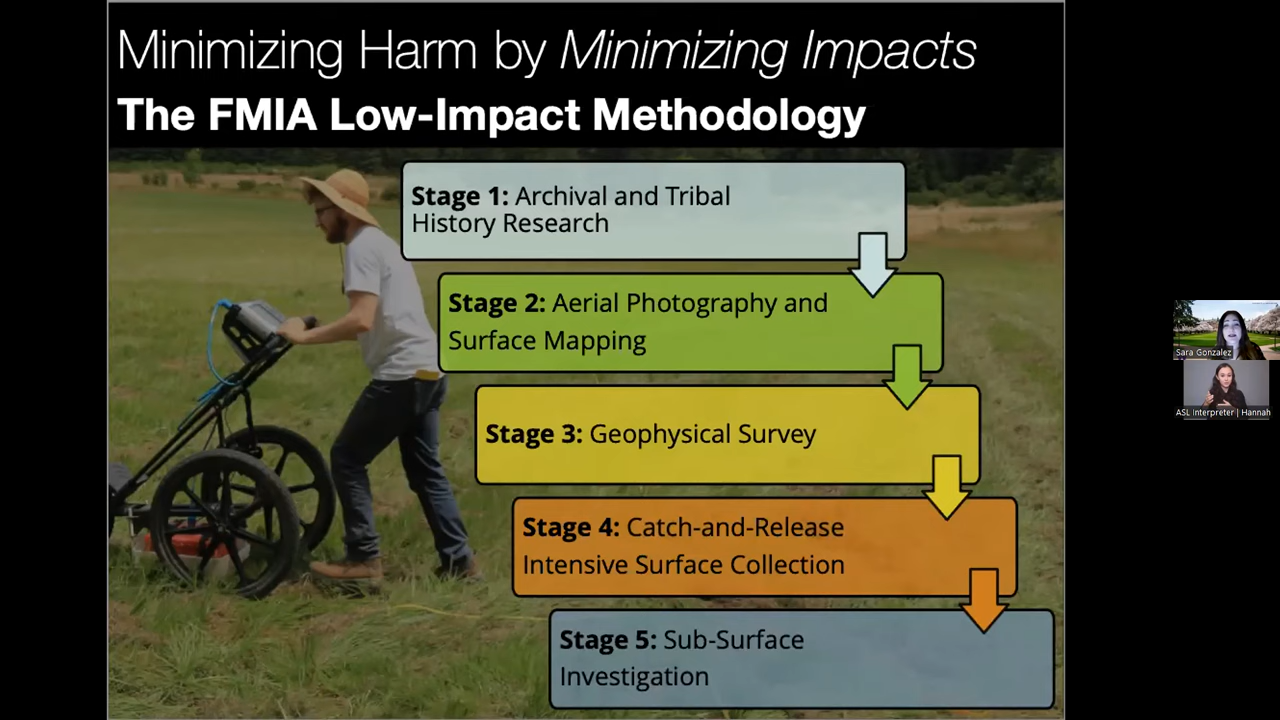 Minimizing Harm by Minimizing Impacts
The FMIA Low-Impact Methodology
Stage 1: Archival and Tribal
History Research
Stage 2: Aerial Photography and
Surface Mapping
Stage 3: Geophysical Survey
Stage 4: Catch-and-Release
Intensive Surface Collection
Stage 5: Sub-Surface
Investigation
Sara Gonzalez
ASL Interpreter | Hannah